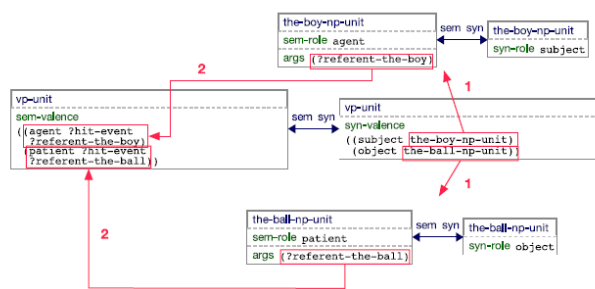 the-boy-np-unit
sem-role agent
args (?referent-the-boy)
sem syn
the-boy-np-unit
syn-role subject
2
1
vp-unit
sem-valence
((agent ?hit-event
?referent-the-boy)
(patient ?hit-event
?referent-the-ball))
sem syn
vp-unit
syn-valence
((subject the-boy-np-unit)
(object the-ball-np-unit))
1
2
the-ball-np-unit
sem-role patient
args (?referent-the-ball)
sem syn
the-ball-np-unit
syn-role object